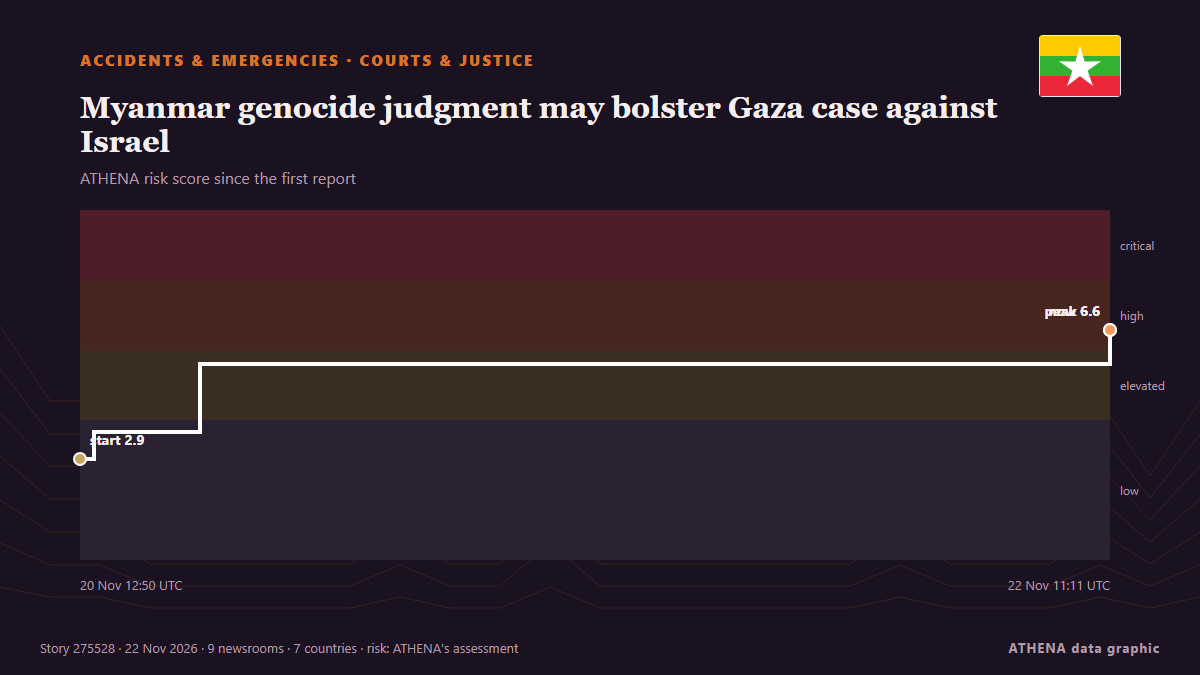 ACCIDENTS & EMERGENCIES · COURTS & JUSTICE
Myanmar genocide judgment may bolster Gaza case against
Israel
ATHENA risk score since the first report
critical
peak 6.6
high
elevated
start 2.9
low
20 Nov 12:50 UTC
22 Nov 11:11 UTC
Story 275528 · 22 Nov 2026 · 9 newsrooms · 7 countries · risk: ATHENA's assessment
ATHENA data graphic